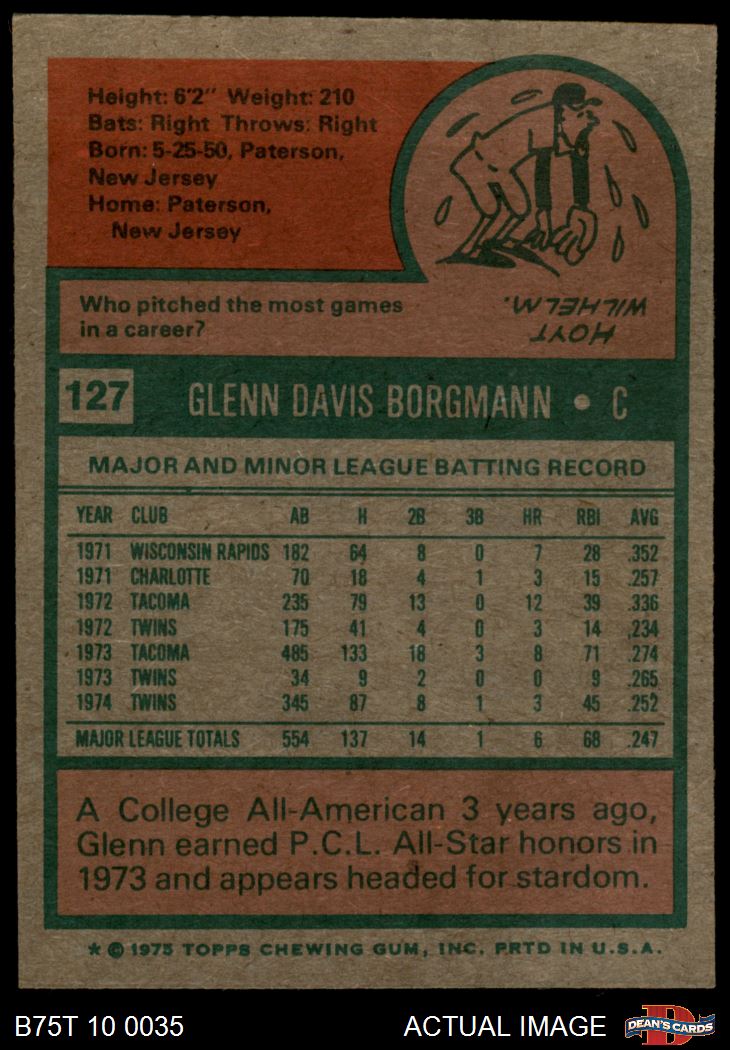 Height: 6'2" Weight: 210
Bats: Right Throws: Right
Born: 5-25-50, Paterson,
New Jersey
Home: Paterson,
New Jersey
Who pitched the most games
in a career?
HOYT
WILHELM.
127 GLENN DAVIS BORGMANN • C
MAJOR AND MINOR LEAGUE BATTING RECORD
YEAR CLUB AB H 2B 3B HR RBI AVG
1971 WISCONSIN RAPIDS 182 64 8 0 7 28 .352
1971 CHARLOTTE 70 18 4 1 3 15 .257
1972 TACOMA 235 79 13 0 12 39 .336
1972 TWINS 175 41 4 0 3 14 .234
1973 TACOMA 485 133 18 3 8 71 .274
1973 TWINS 34 9 2 0 0 9 .265
1974 TWINS 345 87 8 1 3 45 .252
MAJOR LEAGUE TOTALS 554 137 14 1 6 68 .247
A College All-American 3 years ago,
Glenn earned P.C.L. All-Star honors in
1973 and appears headed for stardom.
* © 1975 TOPPS CHEWING GUM, INC. PRTD IN U.S.A.
B75T 10 0035 ACTUAL IMAGE
D
DEAN'S CARDS